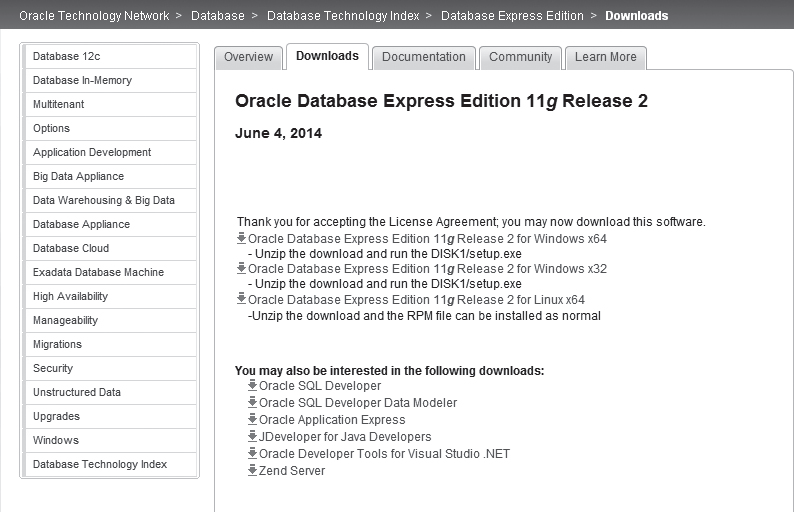 Oracle Technology Network > Database > Database Technology Index > Database Express Edition > Downloads
Database 12c
Database In-Memory
Multitenant
Options
Application Development
Big Data Appliance
Data Warehousing & Big Data
Database Appliance
Database Cloud
Exadata Database Machine
High Availability
Manageability
Migrations
Security
Unstructured Data
Upgrades
Windows
Database Technology Index
Overview Downloads Documentation Community Learn More
Oracle Database Express Edition 11g Release 2
June 4, 2014
Thank you for accepting the License Agreement; you may now download this software.
Oracle Database Express Edition 11g Release 2 for Windows x64
- Unzip the download and run the DISK1/setup.exe
Oracle Database Express Edition 11g Release 2 for Windows x32
- Unzip the download and run the DISK1/setup.exe
Oracle Database Express Edition 11g Release 2 for Linux x64
-Unzip the download and the RPM file can be installed as normal
You may also be interested in the following downloads:
Oracle SQL Developer
Oracle SQL Developer Data Modeler
Oracle Application Express
JDeveloper for Java Developers
Oracle Developer Tools for Visual Studio .NET
Zend Server